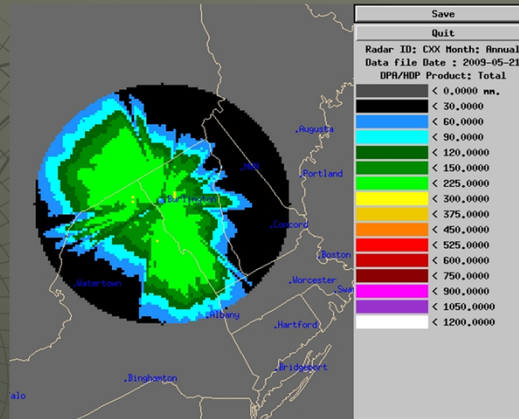 Save
Quit
Radar ID: CXX Month: Annual
Data file Date : 2009-05-21
DPA/HDP Product: Total
< 0.0000 mm.
< 30.0000
< 60.0000
< 90.0000
< 120.0000
< 150.0000
< 225.0000
< 300.0000
< 375.0000
< 450.0000
< 525.0000
< 600.0000
< 750.0000
< 900.0000
< 1050.0000
< 1200.0000
.Augusta
.Portland
.Burlington
.Concord
.Boston
.Watertown
.Worcester
.Albany
.Hartford
.Bridgeport
.Binghamton
alo